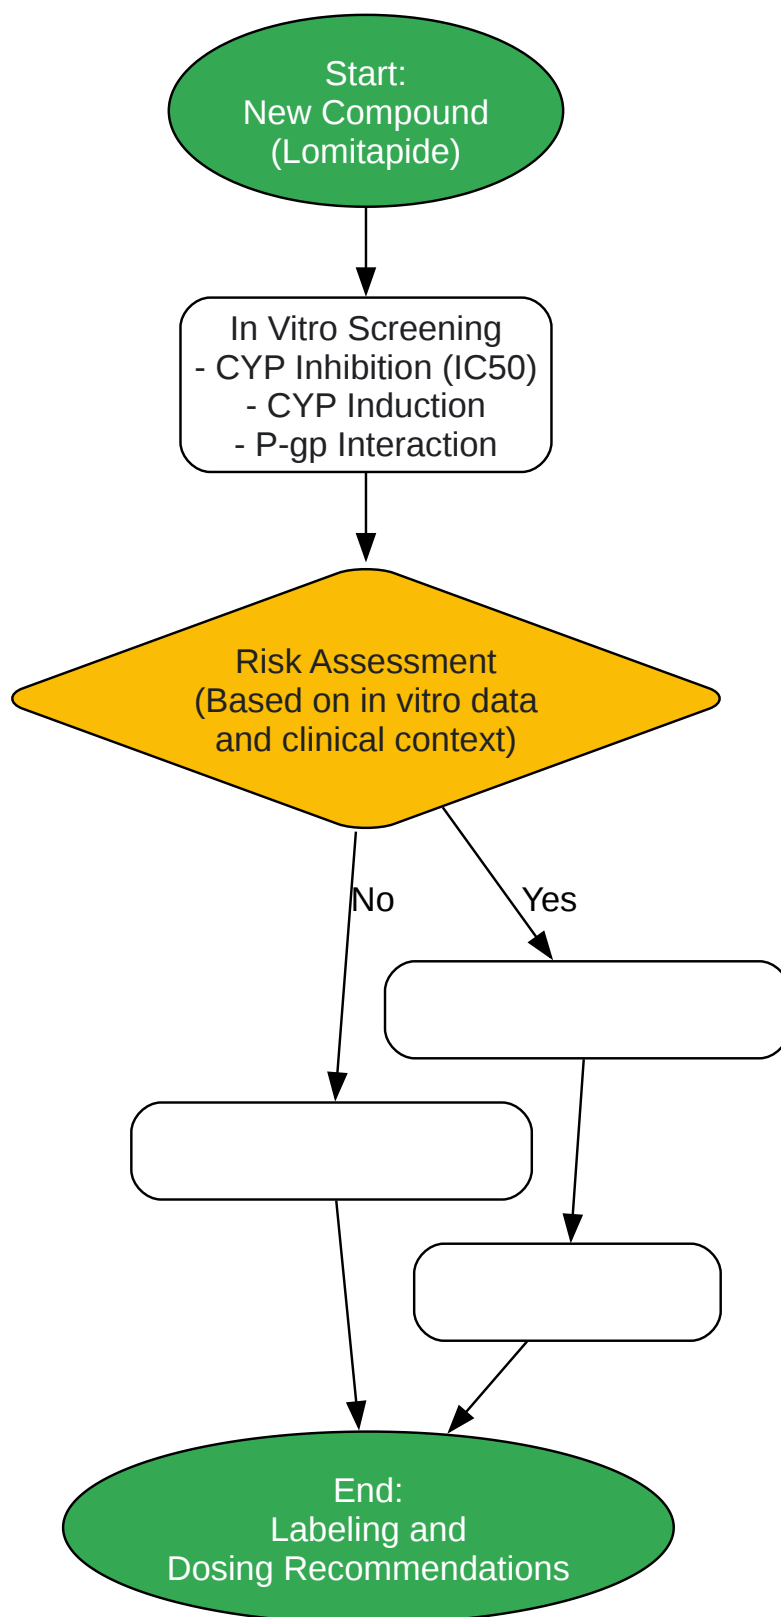 Start:
New Compound
(Lomitapide)
In Vitro Screening
- CYP Inhibition (IC50)
- CYP Induction
- P-gp Interaction
Risk Assessment
(Based on in vitro data
and clinical context)
No
Yes
End:
Labeling and
Dosing Recommendations